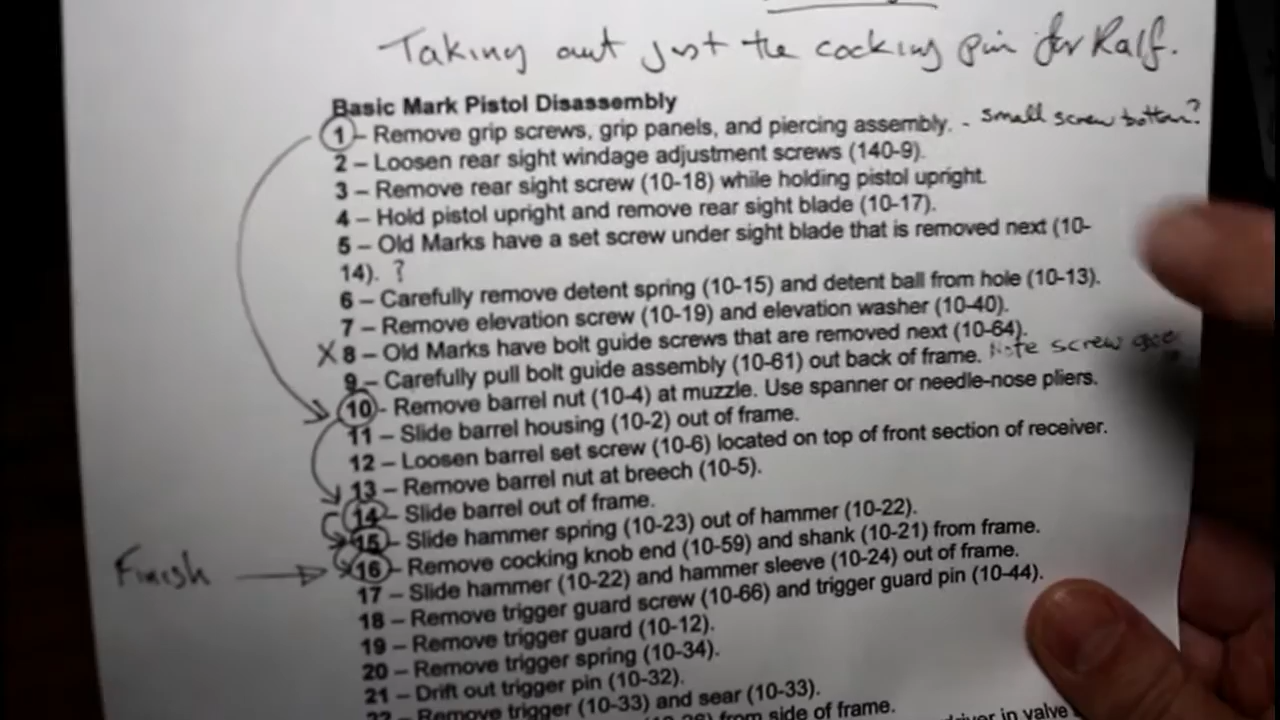 Taking out just the cocking pin for Ralf.
Basic Mark Pistol Disassembly
1 – Remove grip screws, grip panels, and piercing assembly. - small screw bottom?
2 – Loosen rear sight windage adjustment screws (140-9).
3 – Remove rear sight screw (10-18) while holding pistol upright.
4 – Hold pistol upright and remove rear sight blade (10-17).
5 – Old Marks have a set screw under sight blade that is removed next (10-
14). ?
6 – Carefully remove detent spring (10-15) and detent ball from hole (10-13).
7 – Remove elevation screw (10-19) and elevation washer (10-40).
X 8 – Old Marks have bolt guide screws that are removed next (10-64).
9 – Carefully pull bolt guide assembly (10-61) out back of frame. Note screw
10 - Remove barrel nut (10-4) at muzzle. Use spanner or needle-nose pliers.
11 – Slide barrel housing (10-2) out of frame.
12 – Loosen barrel set screw (10-6) located on top of front section of receiver.
13 – Remove barrel nut at breech (10-5).
14 – Slide barrel out of frame.
15 – Slide hammer spring (10-23) out of hammer (10-22).
Finish 16 – Remove cocking knob end (10-59) and shank (10-21) from frame.
17 – Slide hammer (10-22) and hammer sleeve (10-24) out of frame.
18 – Remove trigger guard screw (10-66) and trigger guard pin (10-44).
19 – Remove trigger guard (10-12).
20 – Remove trigger spring (10-34).
21 – Drift out trigger pin (10-32).
22 – Remove trigger (10-33) and sear (10-33).
from side of frame.
in valve